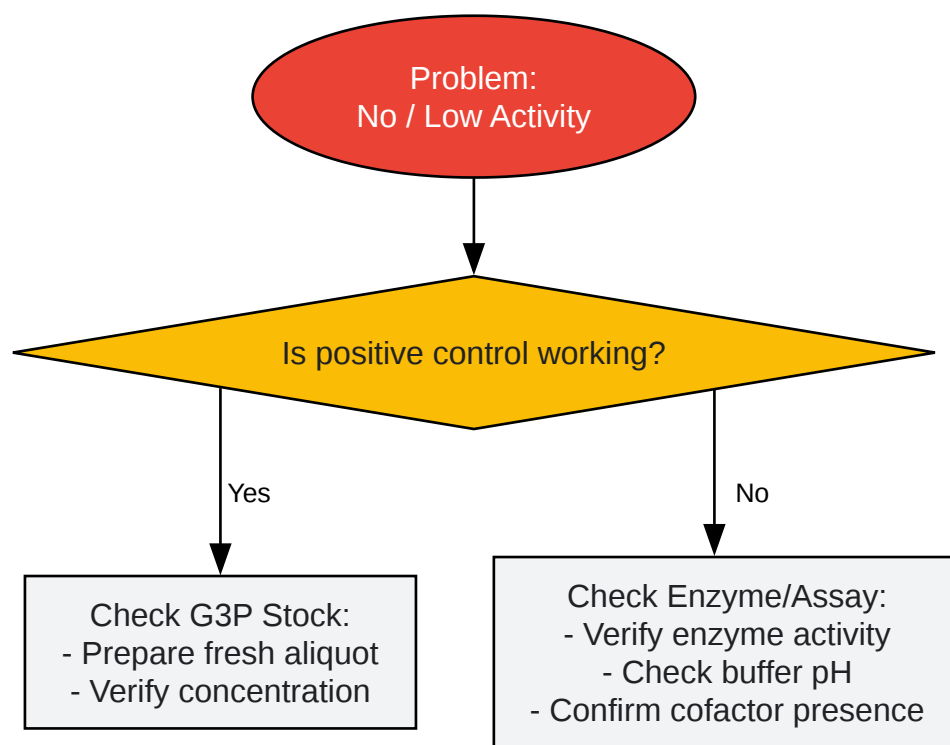 Problem:
No / Low Activity
Is positive control working?
Yes
No
Check G3P Stock:
- Prepare fresh aliquot
- Verify concentration
Check Enzyme/Assay:
- Verify enzyme activity
- Check buffer pH
- Confirm cofactor presence